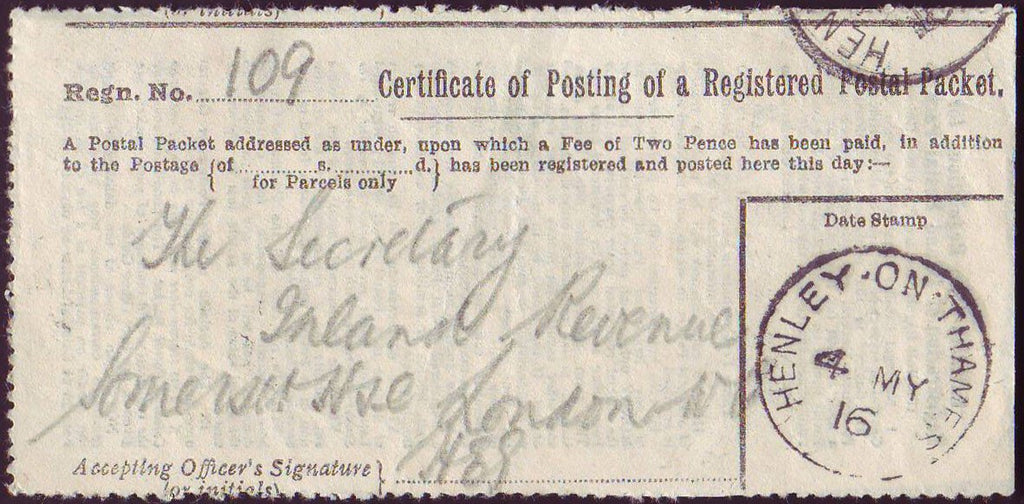 (or initials)
HEN
Regn. No. 109 Certificate of Posting of a Registered Postal Packet.
A Postal Packet addressed as under, upon which a Fee of Two Pence has been paid, in addition
to the Postage {of ............s. ............d.} has been registered and posted here this day:—
for Parcels only
The Secretary
Inland Revenue
Somerset Hse London
Date Stamp
HENLEY·ON·THAMES
4 MY
16
Accepting Officer's Signature}
(or initials)